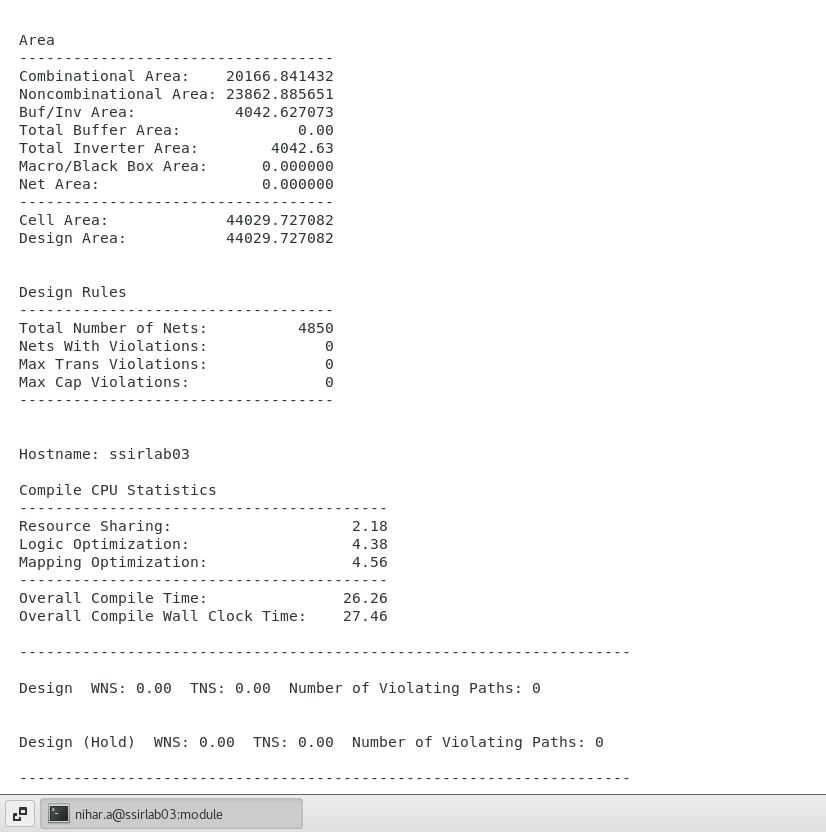 Area
-----------------------------------
Combinational Area:    20166.841432
Noncombinational Area: 23862.885651
Buf/Inv Area:           4042.627073
Total Buffer Area:             0.00
Total Inverter Area:        4042.63
Macro/Black Box Area:      0.000000
Net Area:                  0.000000
-----------------------------------
Cell Area:             44029.727082
Design Area:           44029.727082
Design Rules
-----------------------------------
Total Number of Nets:          4850
Nets With Violations:             0
Max Trans Violations:             0
Max Cap Violations:               0
-----------------------------------
Hostname: ssirlab03
Compile CPU Statistics
-----------------------------------------
Resource Sharing:                    2.18
Logic Optimization:                  4.38
Mapping Optimization:                4.56
-----------------------------------------
Overall Compile Time:               26.26
Overall Compile Wall Clock Time:    27.46
--------------------------------------------------------------------
Design  WNS: 0.00  TNS: 0.00  Number of Violating Paths: 0
Design (Hold)  WNS: 0.00  TNS: 0.00  Number of Violating Paths: 0
--------------------------------------------------------------------
nihar.a@ssirlab03:module